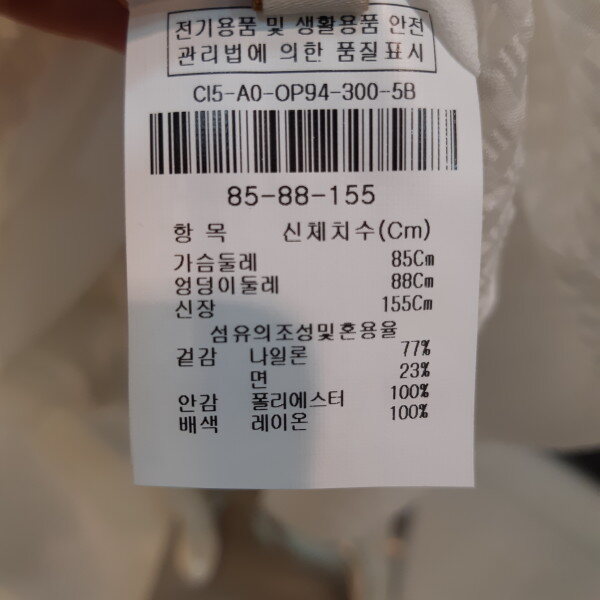 전기용품 및 생활용품 안전
관리법에 의한 품질표시
CI5-A0-OP94-300-5B
85-88-155
항 목 신체치수(Cm)
가슴둘레 85Cm
엉덩이둘레 88Cm
신장 155Cm
섬유의조성및혼용율
겉감 나일론 77%
면 23%
안감 폴리에스터 100%
배색 레이온 100%